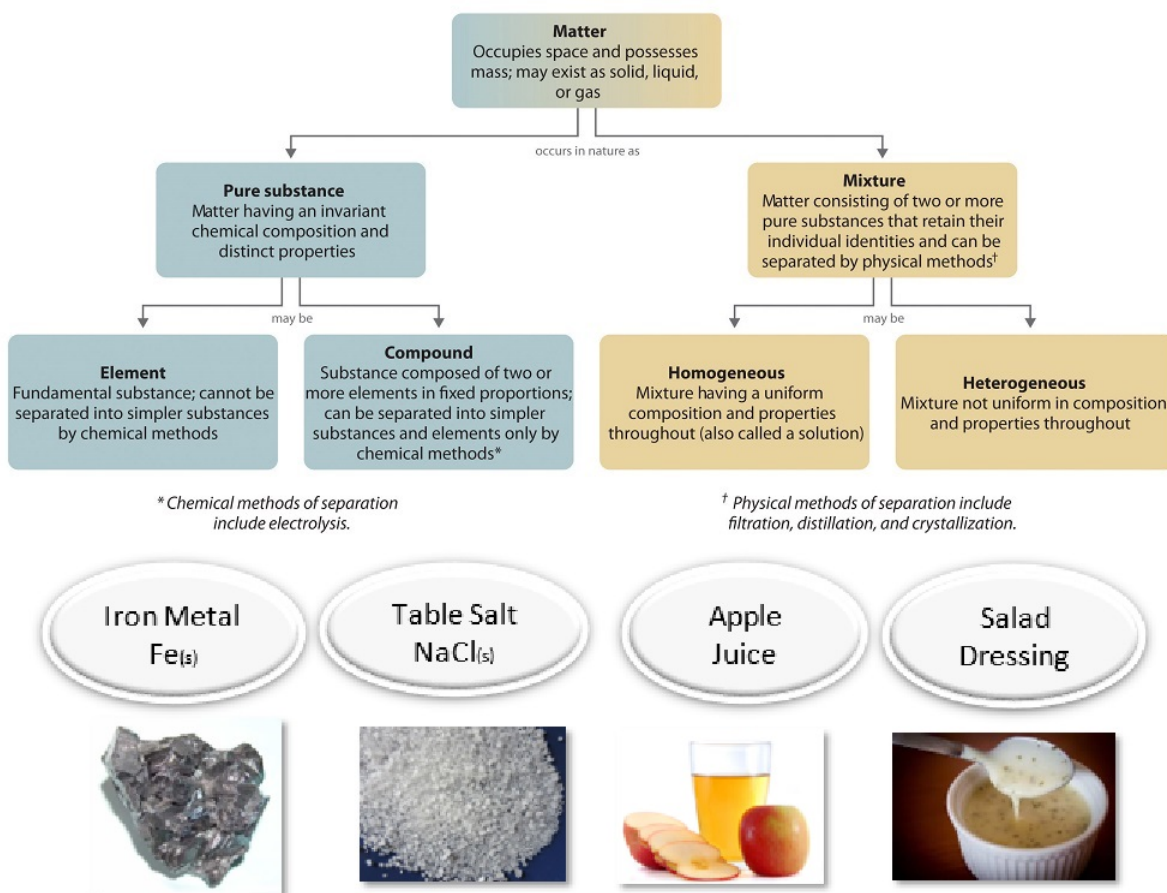 Matter
Occupies space and possesses
mass; may exist as solid, liquid,
or gas
occurs in nature as
Pure substance
Matter having an invariant
chemical composition and
distinct properties
Mixture
Matter consisting of two or more
pure substances that retain their
individual identities and can be
separated by physical methods†
may be
may be
Element
Fundamental substance; cannot be
separated into simpler substances
by chemical methods
Compound
Substance composed of two or
more elements in fixed proportions;
can be separated into simpler
substances and elements only by
chemical methods*
Homogeneous
Mixture having a uniform
composition and properties
throughout (also called a solution)
Heterogeneous
Mixture not uniform in composition
and properties throughout
* Chemical methods of separation
include electrolysis.
† Physical methods of separation include
filtration, distillation, and crystallization.
Iron Metal
Fe(s)
Table Salt
NaCl(s)
Apple
Juice
Salad
Dressing